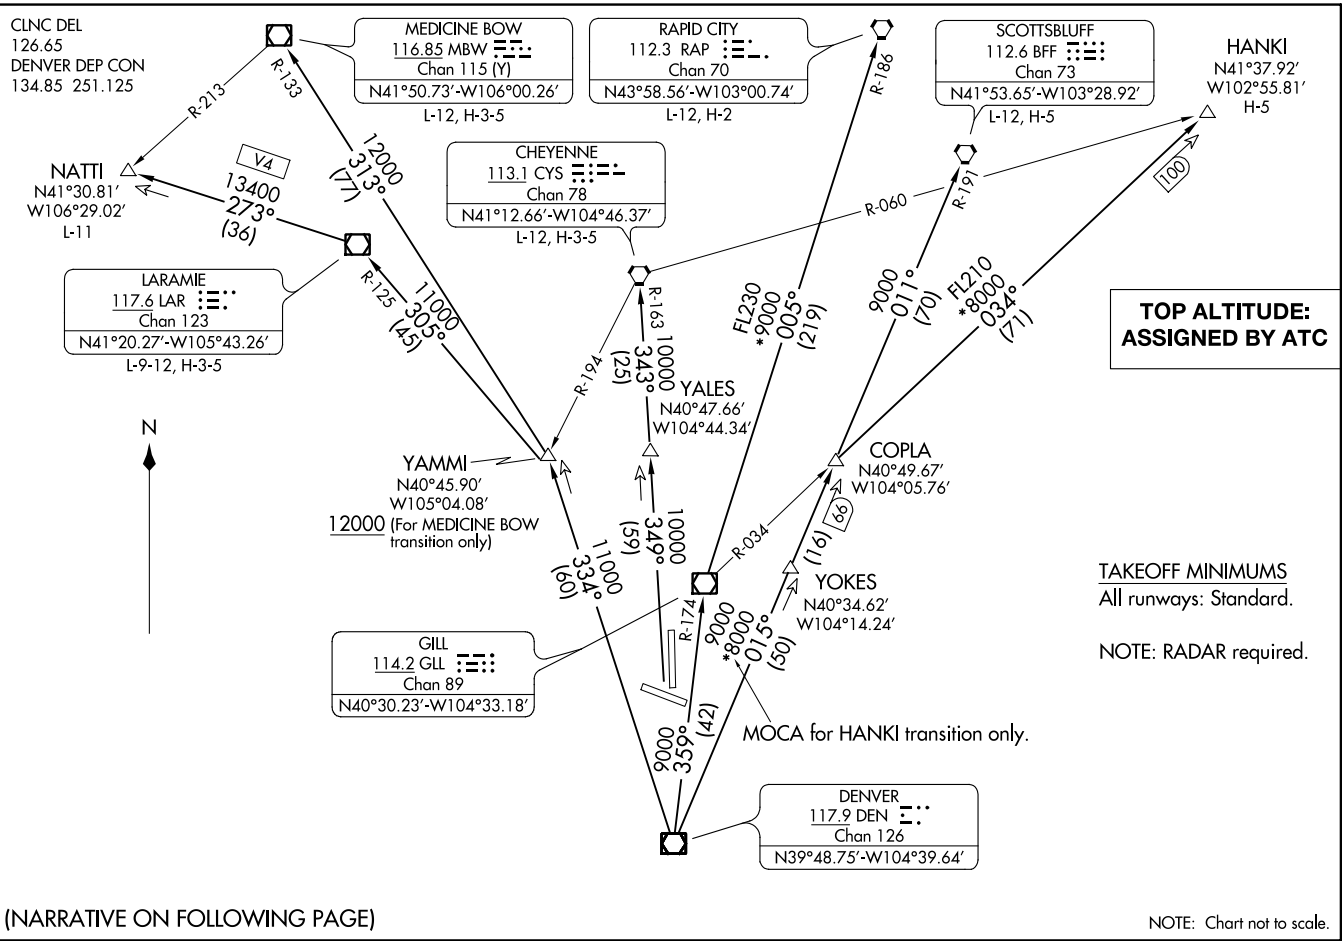 CLNC DEL
126.65
DENVER DEP CON
134.85 251.125
MEDICINE BOW
116.85 MBW
Chan 115 (Y)
N41°50.73'-W106°00.26'
L-12, H-3-5
RAPID CITY
112.3 RAP
Chan 70
N43°58.56'-W103°00.74'
L-12, H-2
SCOTTSBLUFF
112.6 BFF
Chan 73
N41°53.65'-W103°28.92'
L-12, H-5
HANKI
N41°37.92'
W102°55.81'
H-5
R-213
R-133
R-186
NATTI
N41°30.81'
W106°29.02'
L-11
V4
13400
273°
(36)
12000
313°
(77)
CHEYENNE
113.1 CYS
Chan 78
N41°12.66'-W104°46.37'
L-12, H-3-5
R-060
R-191
100
LARAMIE
117.6 LAR
Chan 123
N41°20.27'-W105°43.26'
L-9-12, H-3-5
R-125
11000
305°
(45)
R-194
R-163
10000
343°
(25)
FL230
*9000
005°
(219)
9000
011°
(70)
FL210
*8000
034°
(71)
TOP ALTITUDE:
ASSIGNED BY ATC
N
YALES
N40°47.66'
W104°44.34'
YAMMI
N40°45.90'
W105°04.08'
12000 (For MEDICINE BOW
transition only)
COPLA
N40°49.67'
W104°05.76'
66
(16)
R-034
11000
334°
(60)
10000
349°
(59)
YOKES
N40°34.62'
W104°14.24'
TAKEOFF MINIMUMS
All runways: Standard.
NOTE: RADAR required.
GILL
114.2 GLL
Chan 89
N40°30.23'-W104°33.18'
R-174
9000
*8000
015°
(50)
9000
359°
(42)
MOCA for HANKI transition only.
DENVER
117.9 DEN
Chan 126
N39°48.75'-W104°39.64'
(NARRATIVE ON FOLLOWING PAGE)
NOTE: Chart not to scale.